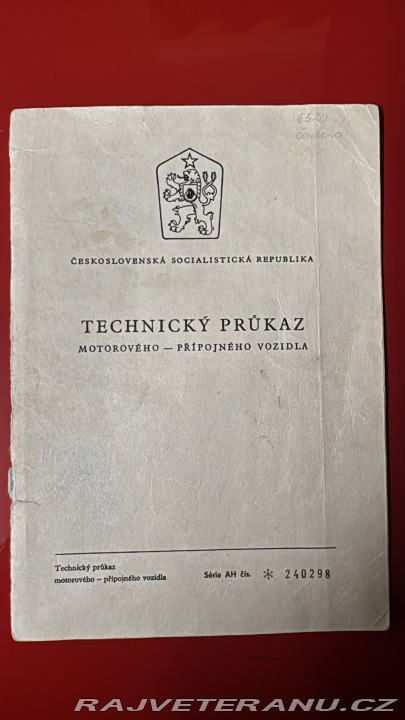 ČESKOSLOVENSKÁ SOCIALISTICKÁ REPUBLIKA
TECHNICKÝ PRŮKAZ
MOTOROVÉHO — PŘÍPOJNÉHO VOZIDLA
Technický průkaz
motorového – přípojného vozidla
Série AH čís. * 240298
RAJVETERANU.CZ